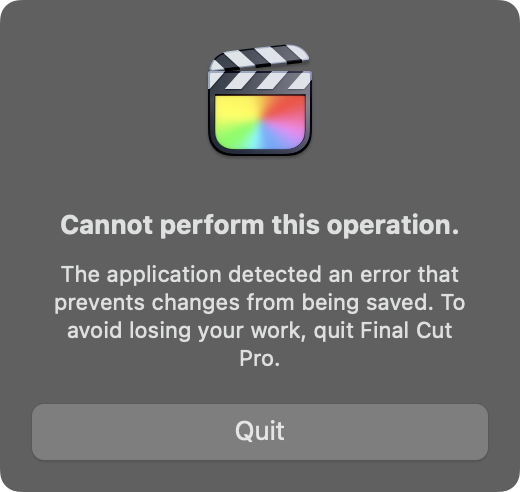 Cannot perform this operation.
The application detected an error that
prevents changes from being saved. To
avoid losing your work, quit Final Cut
Pro.
Quit